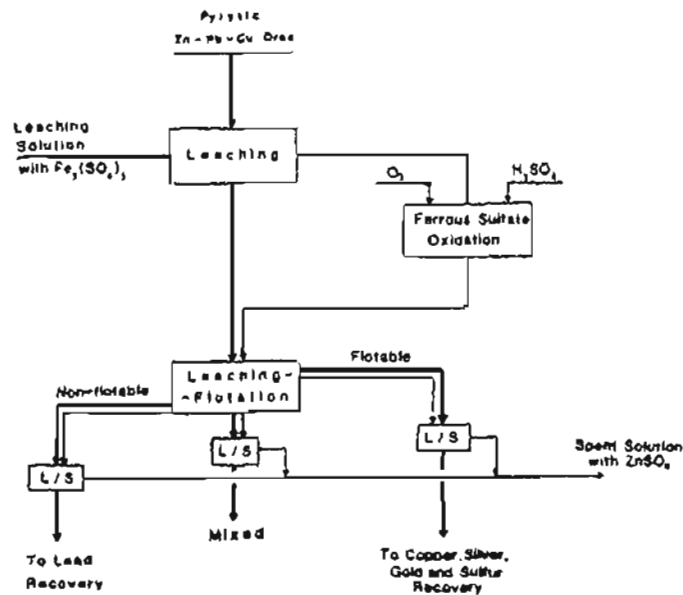 Pyritic
Zn-Pb-Cu Ores
Leaching
Solution
with Fe₂(SO₄)₃
Leaching
O₂
H₂SO₄
Ferrous Sulfate
Oxidation
Flotable
Leaching-
-Flotation
Non-flotable
L/S
L/S
L/S
Spent Solution
with ZnSO₄
Mixed
To Lead
Recovery
To Copper, Silver,
Gold and Sulfur
Recovery